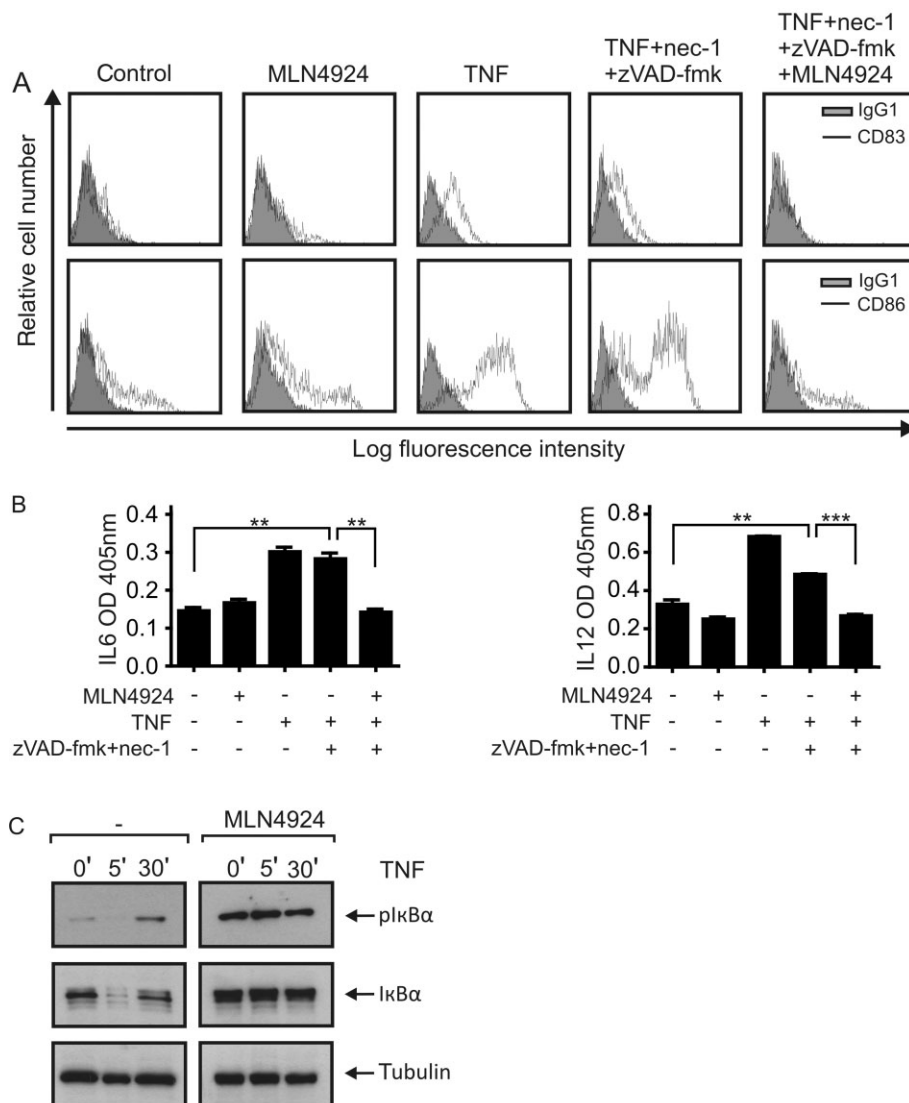 A
Control
MLN4924
TNF
TNF+nec-1
+zVAD-fmk
TNF+nec-1
+zVAD-fmk
+MLN4924
Relative cell number
IgG1
CD83
IgG1
CD86
Log fluorescence intensity
B
IL6 OD 405nm
0.4
0.3
0.2
0.1
0.0
** **
MLN4924 - + - - +
TNF - - + + +
zVAD-fmk+nec-1 - - - + +
IL12 OD 405nm
0.8
0.6
0.4
0.2
0.0
** ***
MLN4924 - + - - +
TNF - - + + +
zVAD-fmk+nec-1 - - - + +
C
- MLN4924
0' 5' 30' 0' 5' 30' TNF
pIκBα
IκBα
Tubulin